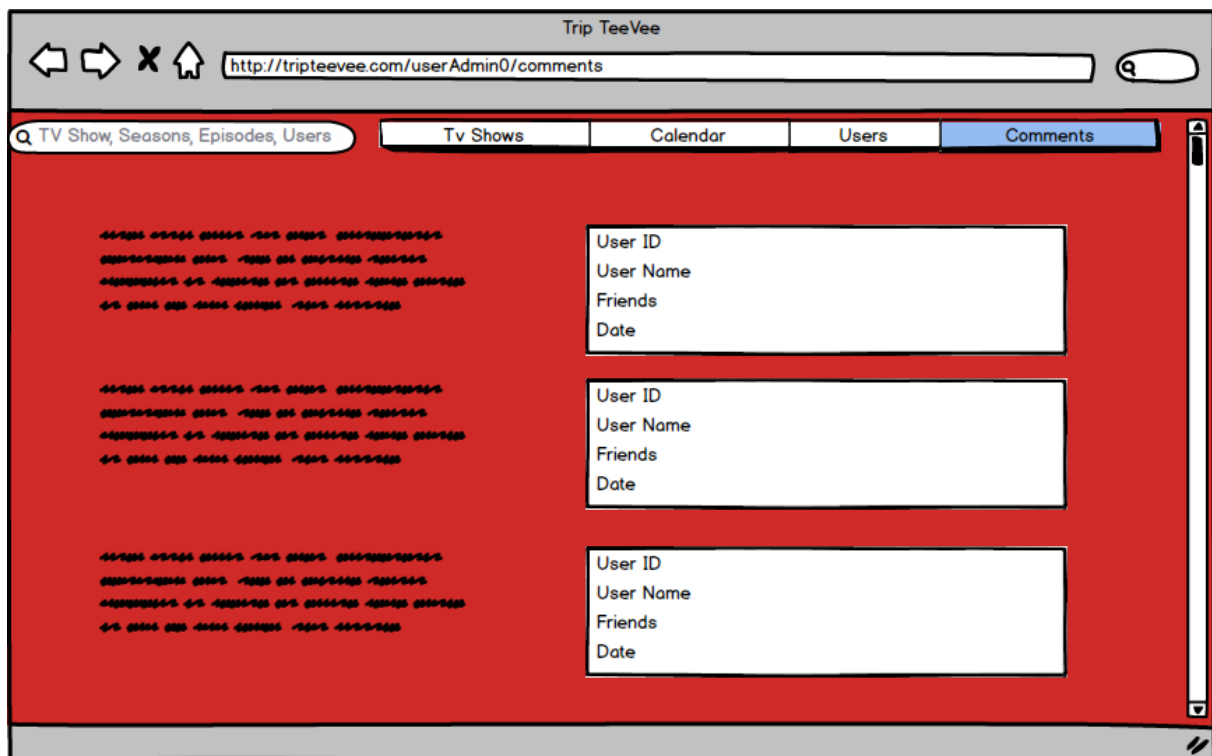 Trip TeeVee
http://tripteevee.com/userAdmin0/comments
TV Show, Seasons, Episodes, Users
Tv Shows
Calendar
Users
Comments
User ID
User Name
Friends
Date
User ID
User Name
Friends
Date
User ID
User Name
Friends
Date